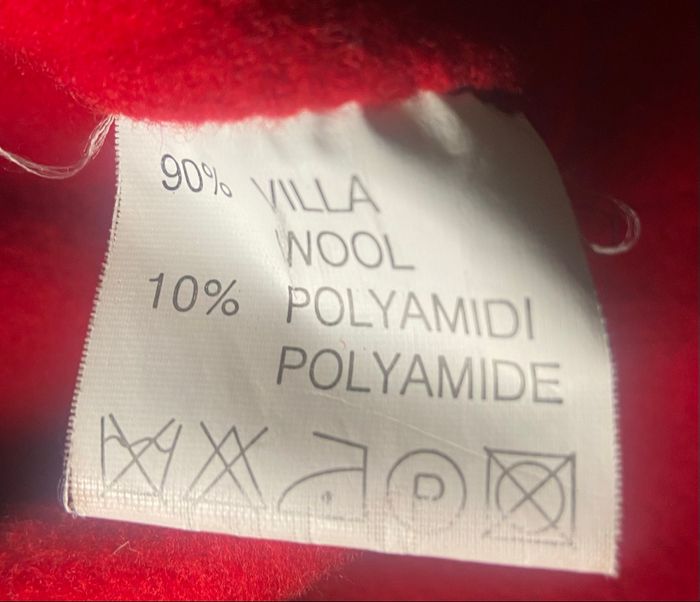 90% VILLA
WOOL
10% POLYAMIDI
POLYAMIDE
P